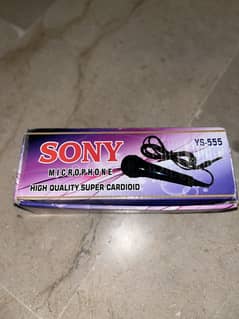 YS-555
SONY
MICROPHONE
HIGH QUALITY SUPER CARDIOID